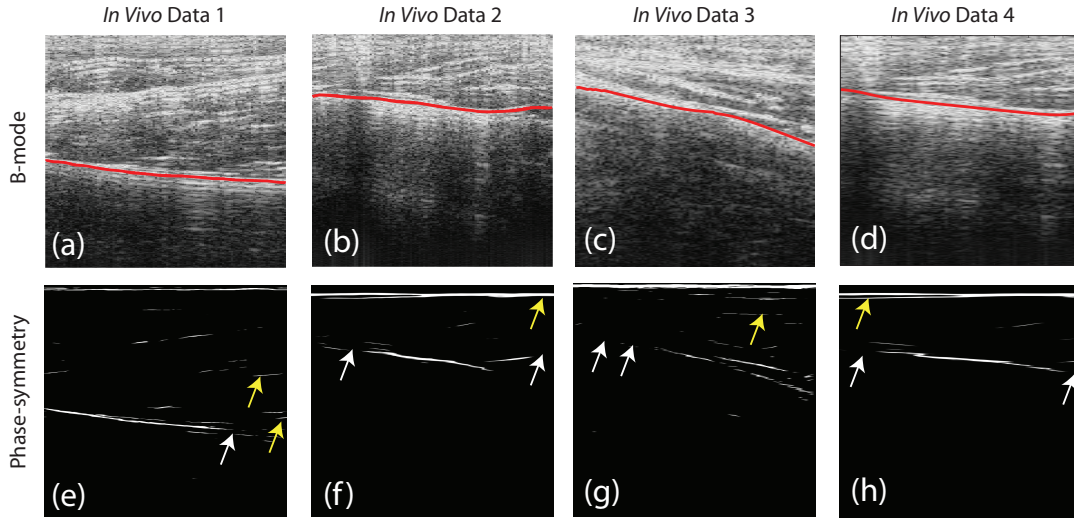 In Vivo Data 1 In Vivo Data 2 In Vivo Data 3 In Vivo Data 4
B-mode
(a) (b) (c) (d)
Phase-symmetry
(e) (f) (g) (h)